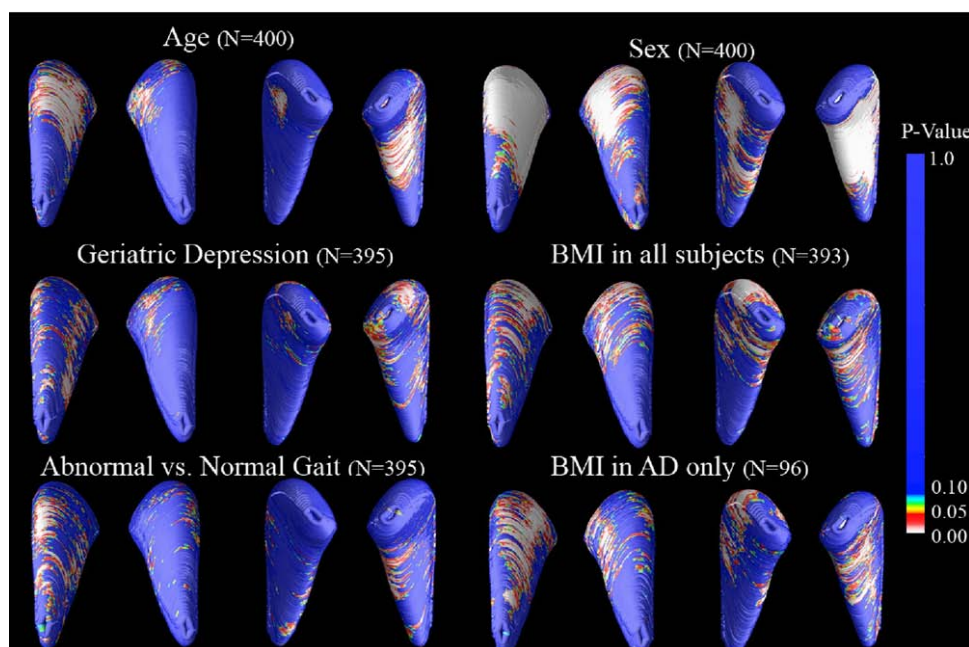 Age (N=400)
Sex (N=400)
P-Value
1.0
Geriatric Depression (N=395)
BMI in all subjects (N=393)
Abnormal vs. Normal Gait (N=395)
BMI in AD only (N=96)
0.10
0.05
0.00